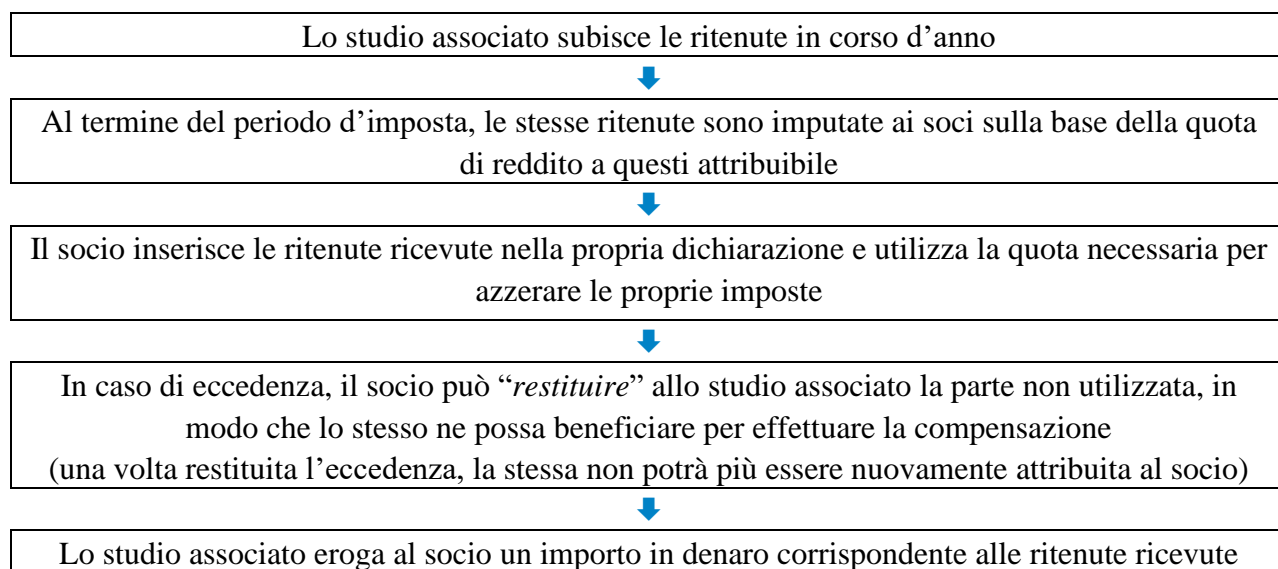 Lo studio associato subisce le ritenute in corso d’anno
Al termine del periodo d’imposta, le stesse ritenute sono imputate ai soci sulla base della quota
di reddito a questi attribuibile
Il socio inserisce le ritenute ricevute nella propria dichiarazione e utilizza la quota necessaria per
azzerare le proprie imposte
In caso di eccedenza, il socio può “restituire” allo studio associato la parte non utilizzata, in
modo che lo stesso ne possa beneficiare per effettuare la compensazione
(una volta restituita l’eccedenza, la stessa non potrà più essere nuovamente attribuita al socio)
Lo studio associato eroga al socio un importo in denaro corrispondente alle ritenute ricevute